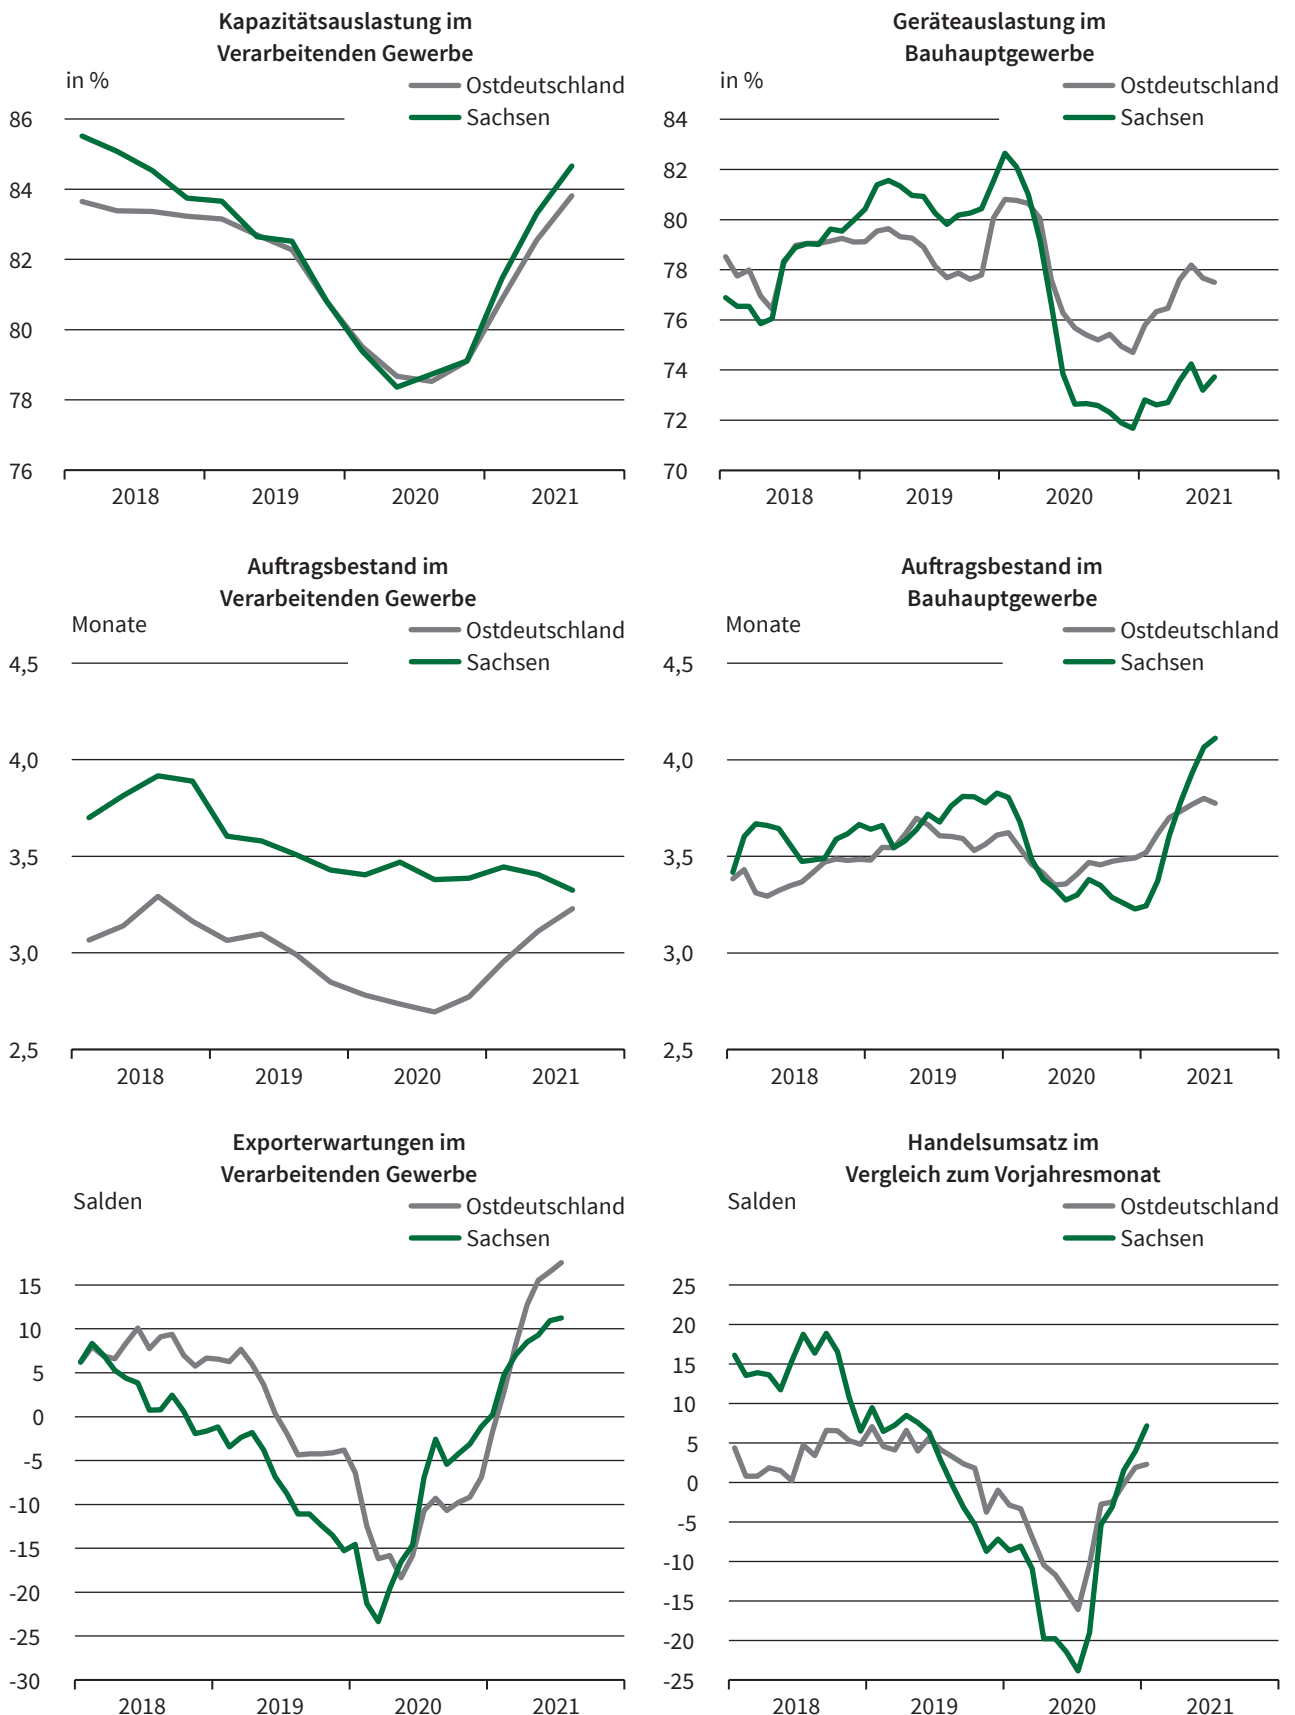 Kapazitätsauslastung im
Verarbeitenden Gewerbe
in %
Ostdeutschland
Sachsen
86
84
82
80
78
76
2018
2019
2020
2021
Geräteauslastung im
Bauhauptgewerbe
in %
Ostdeutschland
Sachsen
84
82
80
78
76
74
72
70
2018
2019
2020
2021
Auftragsbestand im
Verarbeitenden Gewerbe
Monate
Ostdeutschland
Sachsen
4,5
4,0
3,5
3,0
2,5
2018
2019
2020
2021
Auftragsbestand im
Bauhauptgewerbe
Monate
Ostdeutschland
Sachsen
4,5
4,0
3,5
3,0
2,5
2018
2019
2020
2021
Exporterwartungen im
Verarbeitenden Gewerbe
Salden
Ostdeutschland
Sachsen
15
10
5
0
-5
-10
-15
-20
-25
-30
2018
2019
2020
2021
Handelsumsatz im
Vergleich zum Vorjahresmonat
Salden
Ostdeutschland
Sachsen
25
20
15
10
5
0
-5
-10
-15
-20
-25
2018
2019
2020
2021